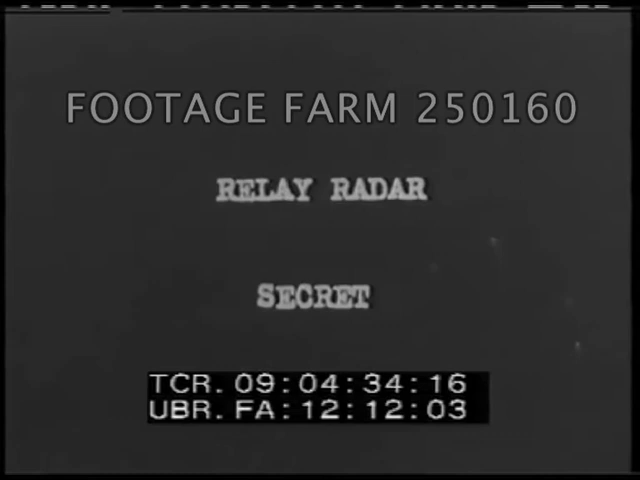 FOOTAGE FARM 250160
RELAY RADAR
SECRET
TCR. 09:04:34:16
UBR. FA:12:12:03